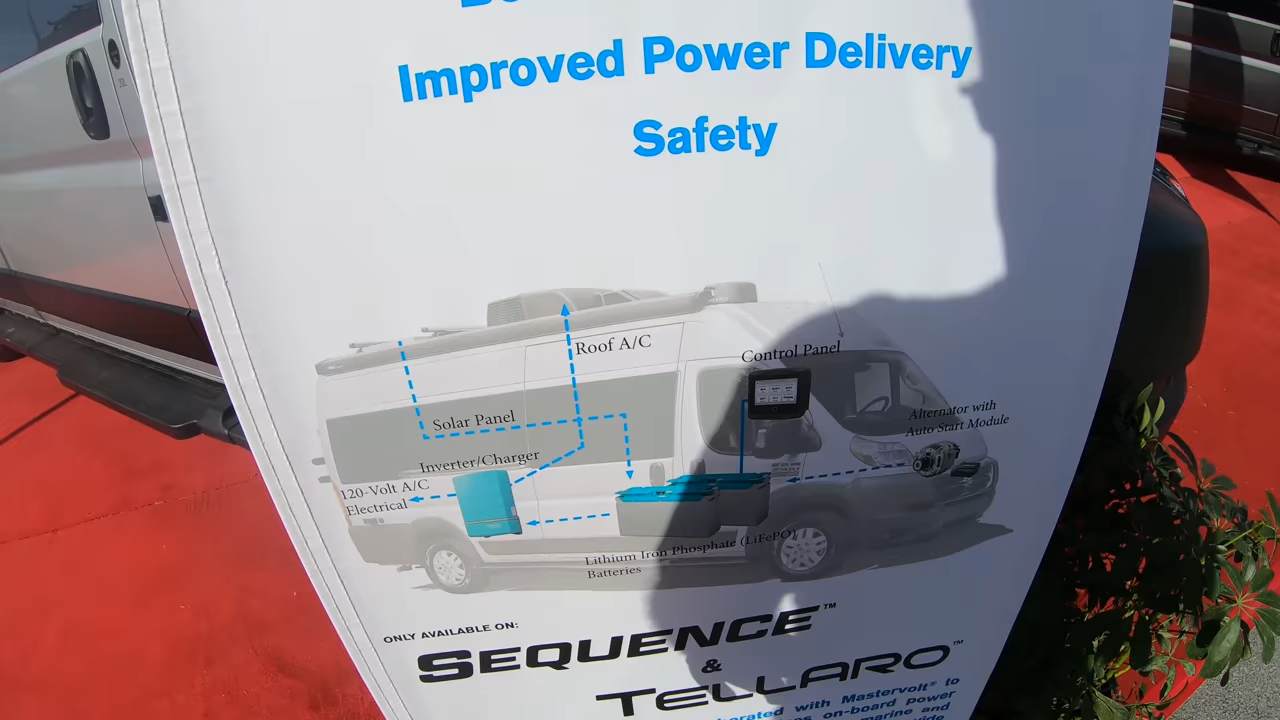 Improved Power Delivery
Safety
Roof A/C
Control Panel
Solar Panel
Alternator with
Auto Start Module
Inverter/Charger
120-Volt A/C
Electrical
Lithium Iron Phosphate (LiFePO)
Batteries
ONLY AVAILABLE ON:
SEQUENCE™
&
TELLARO™
with Mastervolt® to
on-board power
marine and